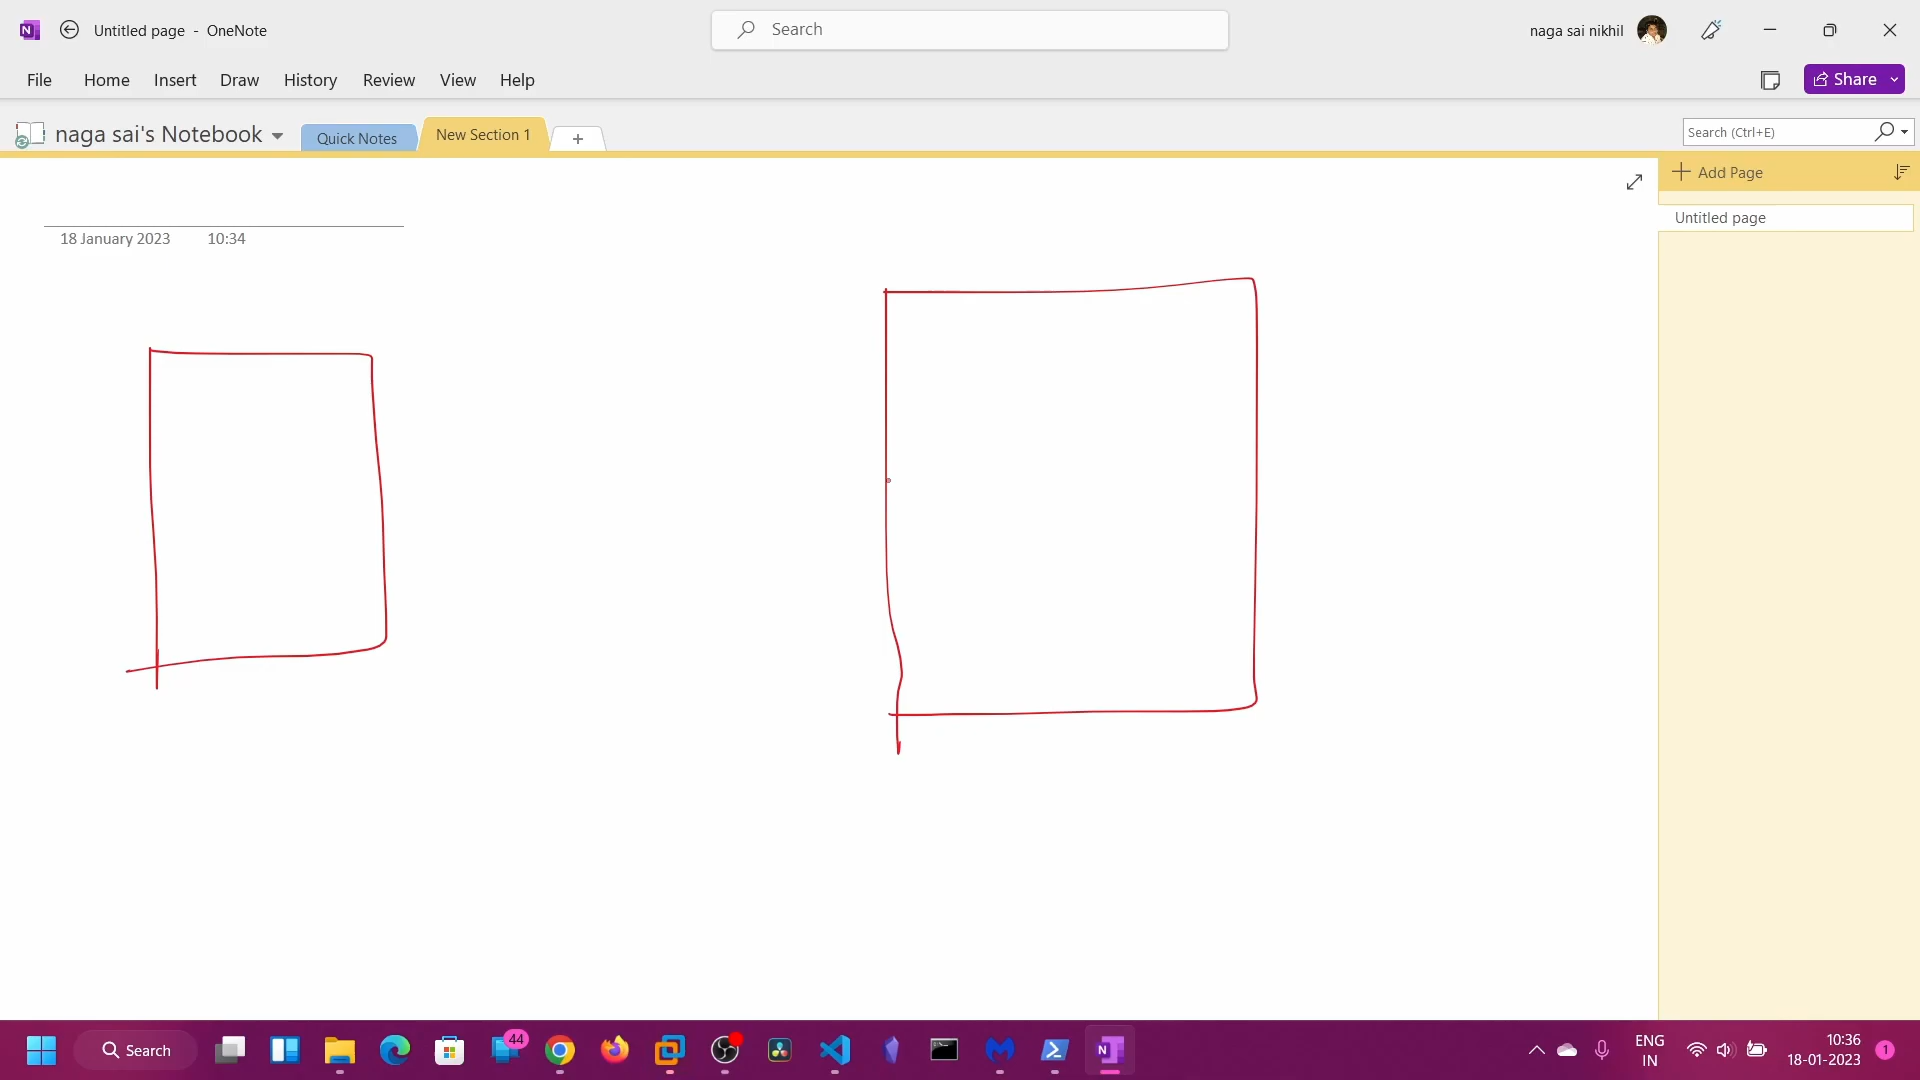 Untitled page - OneNote
Search
naga sai nikhil
File Home Insert Draw History Review View Help
Share
naga sai's Notebook
Quick Notes
New Section 1
Search (Ctrl+E)
Add Page
Untitled page
18 January 2023 10:34
Search
44
ENG
IN
10:36
18-01-2023
1